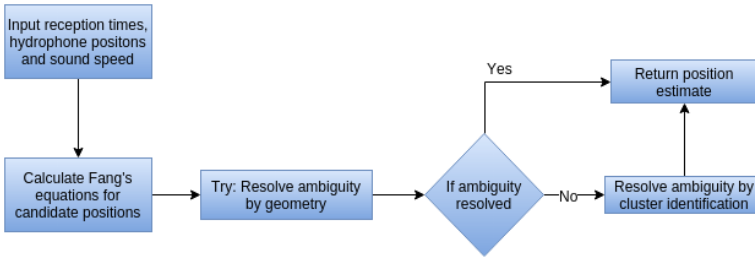 Input reception times,
hydrophone positons
and sound speed
Calculate Fang's
equations for
candidate positions
Try: Resolve ambiguity
by geometry
If ambiguity
resolved
Yes
No
Return position
estimate
Resolve ambiguity by
cluster identification